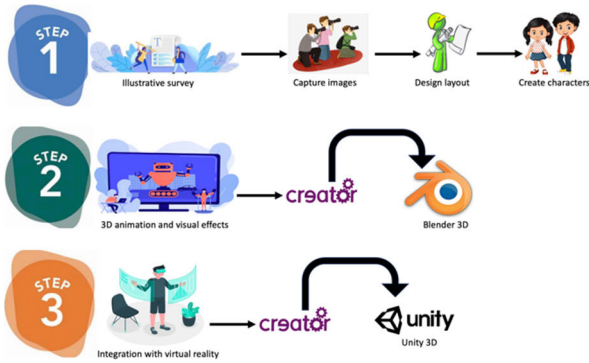 STEP
1
Illustrative survey
Capture images
Design layout
Create characters
STEP
2
3D animation and visual effects
creator
Blender 3D
STEP
3
Integration with virtual reality
creator
unity
Unity 3D